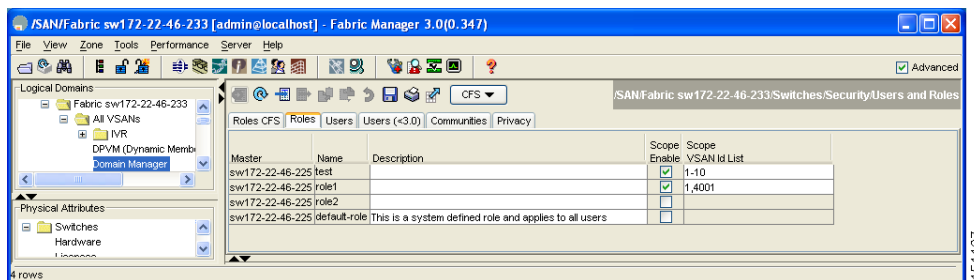 /SAN/Fabric sw172-22-46-233 [admin@localhost] - Fabric Manager 3.0(0.347)
File View Zone Tools Performance Server Help
Advanced
Logical Domains
Fabric sw172-22-46-233
All VSANs
IVR
DPVM (Dynamic Membe
Domain Manager
Physical Attributes
Switches
Hardware
CFS
/SAN/Fabric sw172-22-46-233/Switches/Security/Users and Roles
Roles CFS Roles Users Users (<3.0) Communities Privacy
Master Name Description Scope Enable Scope VSAN Id List
sw172-22-46-225 test 1-10
sw172-22-46-225 role1 1,4001
sw172-22-46-225 role2
sw172-22-46-225 default-role This is a system defined role and applies to all users
4 rows